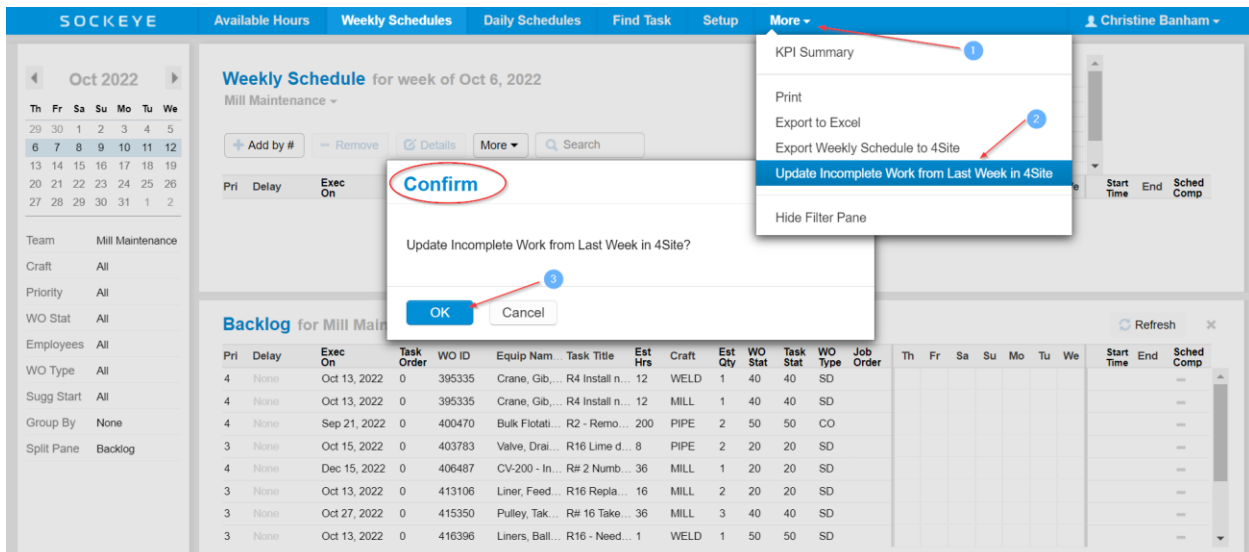 SOCKEYE Available Hours Weekly Schedules Daily Schedules Find Task Setup More Christine Banham
1
KPI Summary
Print
Export to Excel
2
Export Weekly Schedule to 4Site
Update Incomplete Work from Last Week in 4Site
Hide Filter Pane
Oct 2022
Th Fr Sa Su Mo Tu We
29 30 1 2 3 4 5
6 7 8 9 10 11 12
13 14 15 16 17 18 19
20 21 22 23 24 25 26
27 28 29 30 31 1 2
Team Mill Maintenance
Craft All
Priority All
WO Stat All
Employees All
WO Type All
Sugg Start All
Group By None
Split Pane Backlog
Weekly Schedule for week of Oct 6, 2022
Mill Maintenance
Add by # Remove Details More Search
Pri Delay Exec On Start Time End Sched Comp
Confirm
Update Incomplete Work from Last Week in 4Site?
3
OK Cancel
Backlog for Mill Main Refresh
Pri Delay Exec On Task Order WO ID Equip Nam... Task Title Est Hrs Craft Est Qty WO Stat Task Stat WO Type Job Order Th Fr Sa Su Mo Tu We Start Time End Sched Comp
4 None Oct 13, 2022 0 395335 Crane, Gib,... R4 Install n... 12 WELD 1 40 40 SD
4 None Oct 13, 2022 0 395335 Crane, Gib,... R4 Install n... 12 MILL 1 40 40 SD
4 None Sep 21, 2022 0 400470 Bulk Flotati... R2 - Remo... 200 PIPE 2 50 50 CO
3 None Oct 15, 2022 0 403783 Valve, Drai... R16 Lime d... 8 PIPE 2 20 20 SD
4 None Dec 15, 2022 0 406487 CV-200 - In... R# 2 Numb... 36 MILL 1 20 20 SD
3 None Oct 13, 2022 0 413106 Liner, Feed... R16 Repla... 16 MILL 2 20 20 SD
3 None Oct 27, 2022 0 415350 Pulley, Tak... R# 16 Take... 36 MILL 3 40 40 SD
3 None Oct 13, 2022 0 416396 Liners, Ball... R16 - Need... 1 WELD 1 50 50 SD